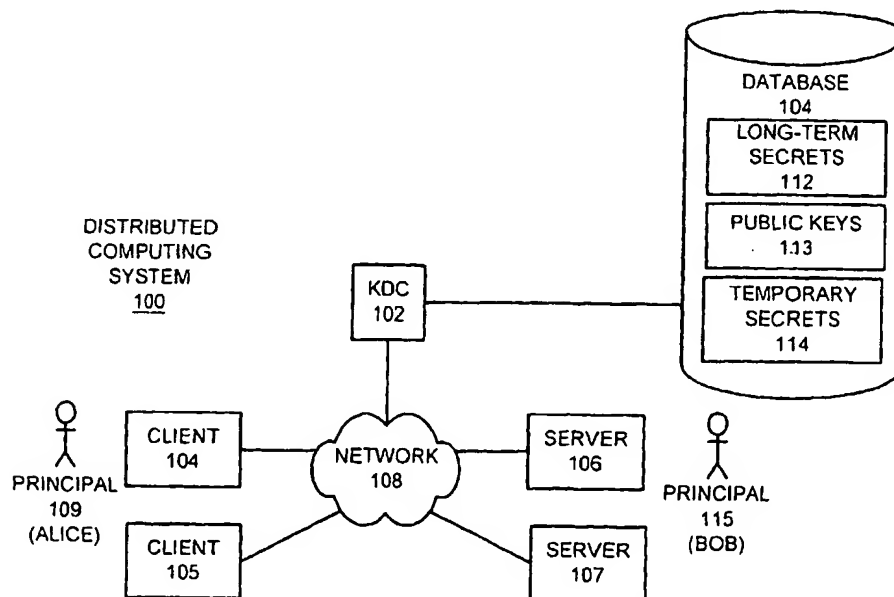 DATABASE
104
LONG-TERM
SECRETS
112
PUBLIC KEYS
113
TEMPORARY
SECRETS
114
DISTRIBUTED
COMPUTING
SYSTEM
100
KDC
102
PRINCIPAL
109
(ALICE)
CLIENT
104
CLIENT
105
NETWORK
108
SERVER
106
SERVER
107
PRINCIPAL
115
(BOB)